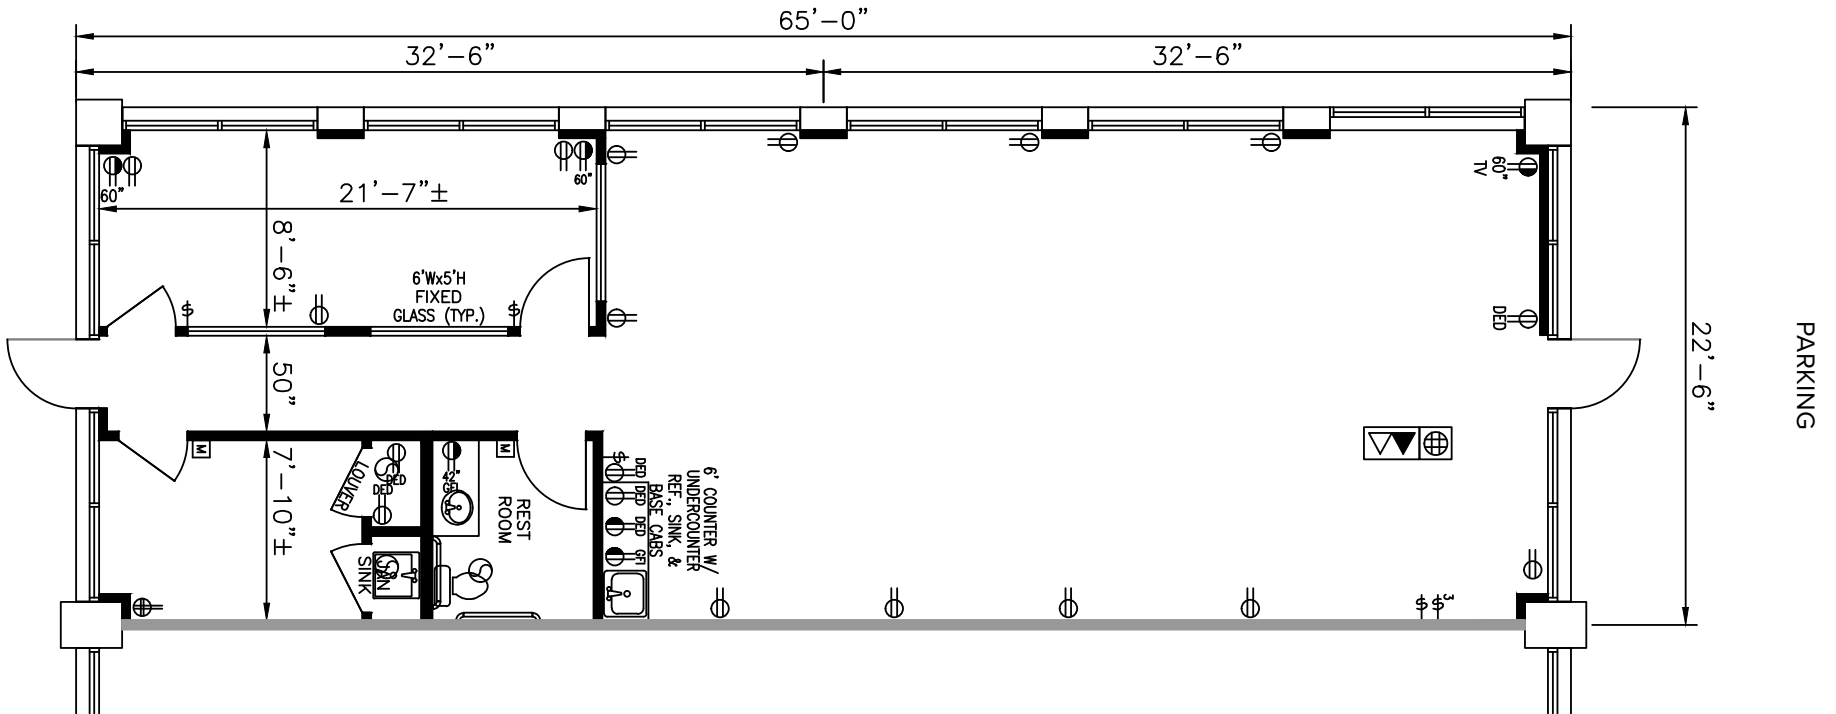 65'-0"
32'-6"
32'-6"
60"
60"
21'-7"±
8'-6"±
6'Wx5'H
FIXED
GLASS (TYP.)
$
$
60"
TV
DED
22'-6"
PARKING
50"
7'-10"±
M
M
LOUVER
DED
DED
42"
GFI
REST
ROOM
JAN
SINK
$
DED
DED
DED
GFI
6' COUNTER W/
UNDERCOUNTER
REF., SINK, &
BASE CABS
$ $3